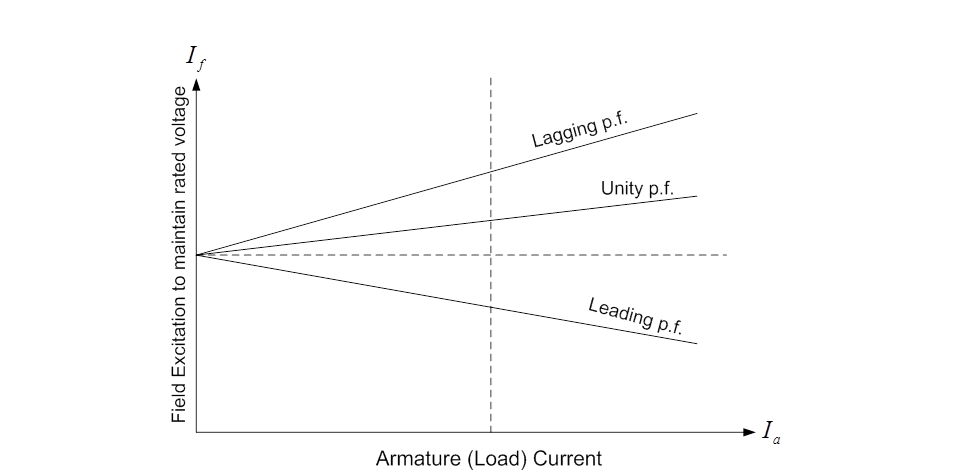 I_f
Field Excitation to maintain rated voltage
Lagging p.f.
Unity p.f.
Leading p.f.
I_a
Armature (Load) Current